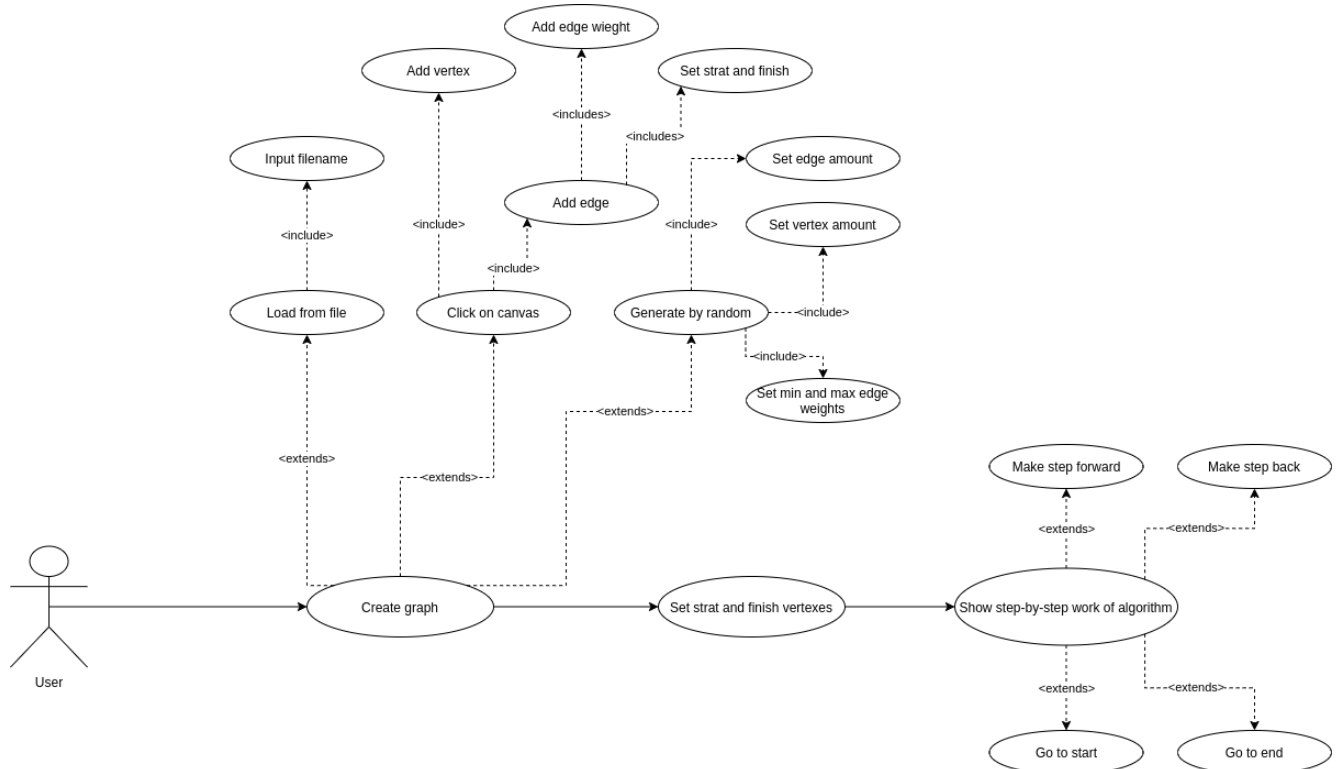 Add edge wieght
Add vertex
Set strat and finish
<includes>
<includes>
Input filename
Set edge amount
Add edge
<include>
<include>
<include>
Set vertex amount
<include>
Load from file
Click on canvas
Generate by random
<include>
<include>
Set min and max edge
weights
<extends>
<extends>
<extends>
Make step forward
Make step back
<extends>
<extends>
Create graph
Set strat and finish vertexes
Show step-by-step work of algorithm
User
<extends>
<extends>
Go to start
Go to end